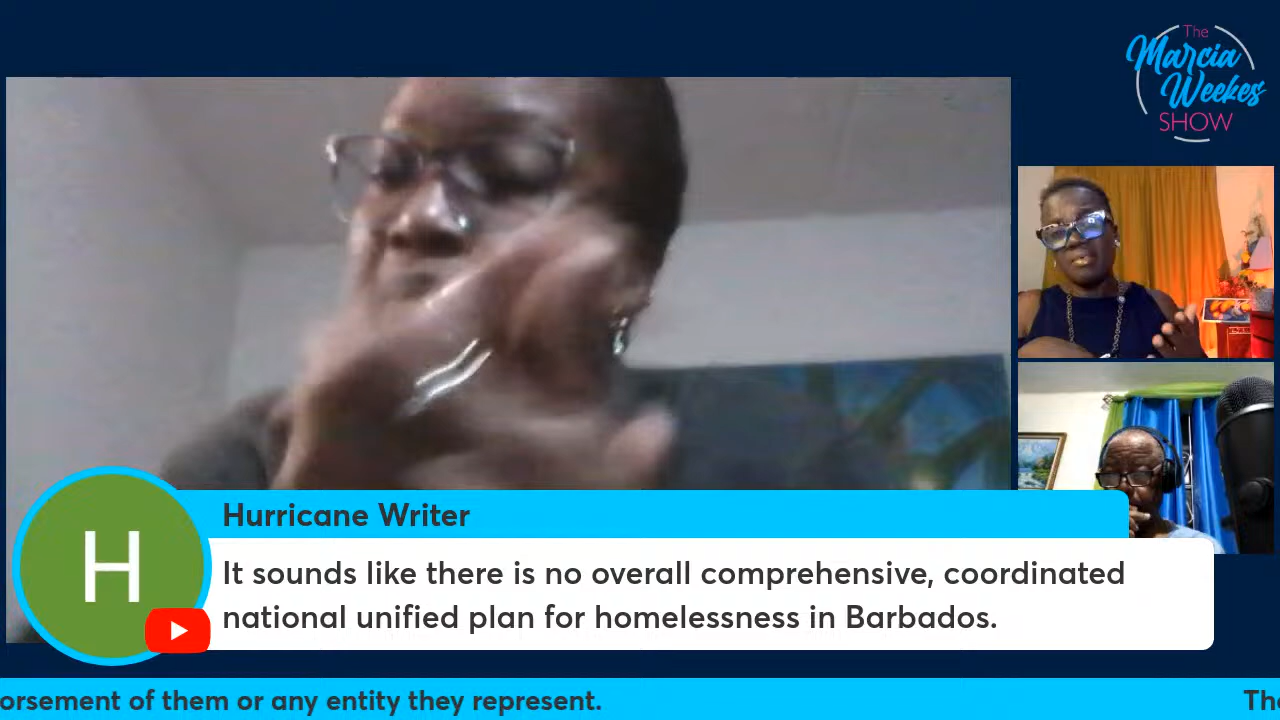 The
Marcia
Weekes
SHOW
H
Hurricane Writer
It sounds like there is no overall comprehensive, coordinated
national unified plan for homelessness in Barbados.
orsement of them or any entity they represent.
The